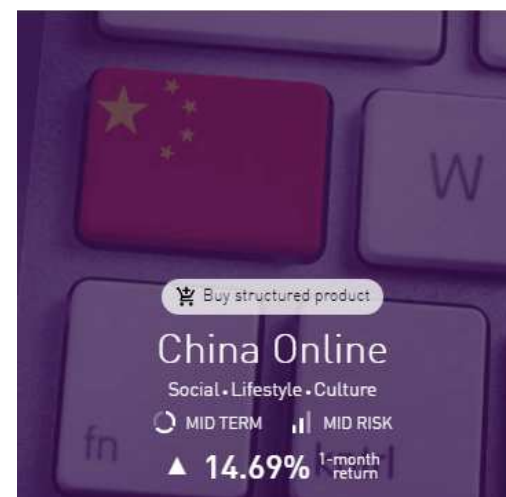 W
Buy structured product
China Online
Social • Lifestyle • Culture
MID TERM MID RISK
fn
▲ 14.69% 1-month return